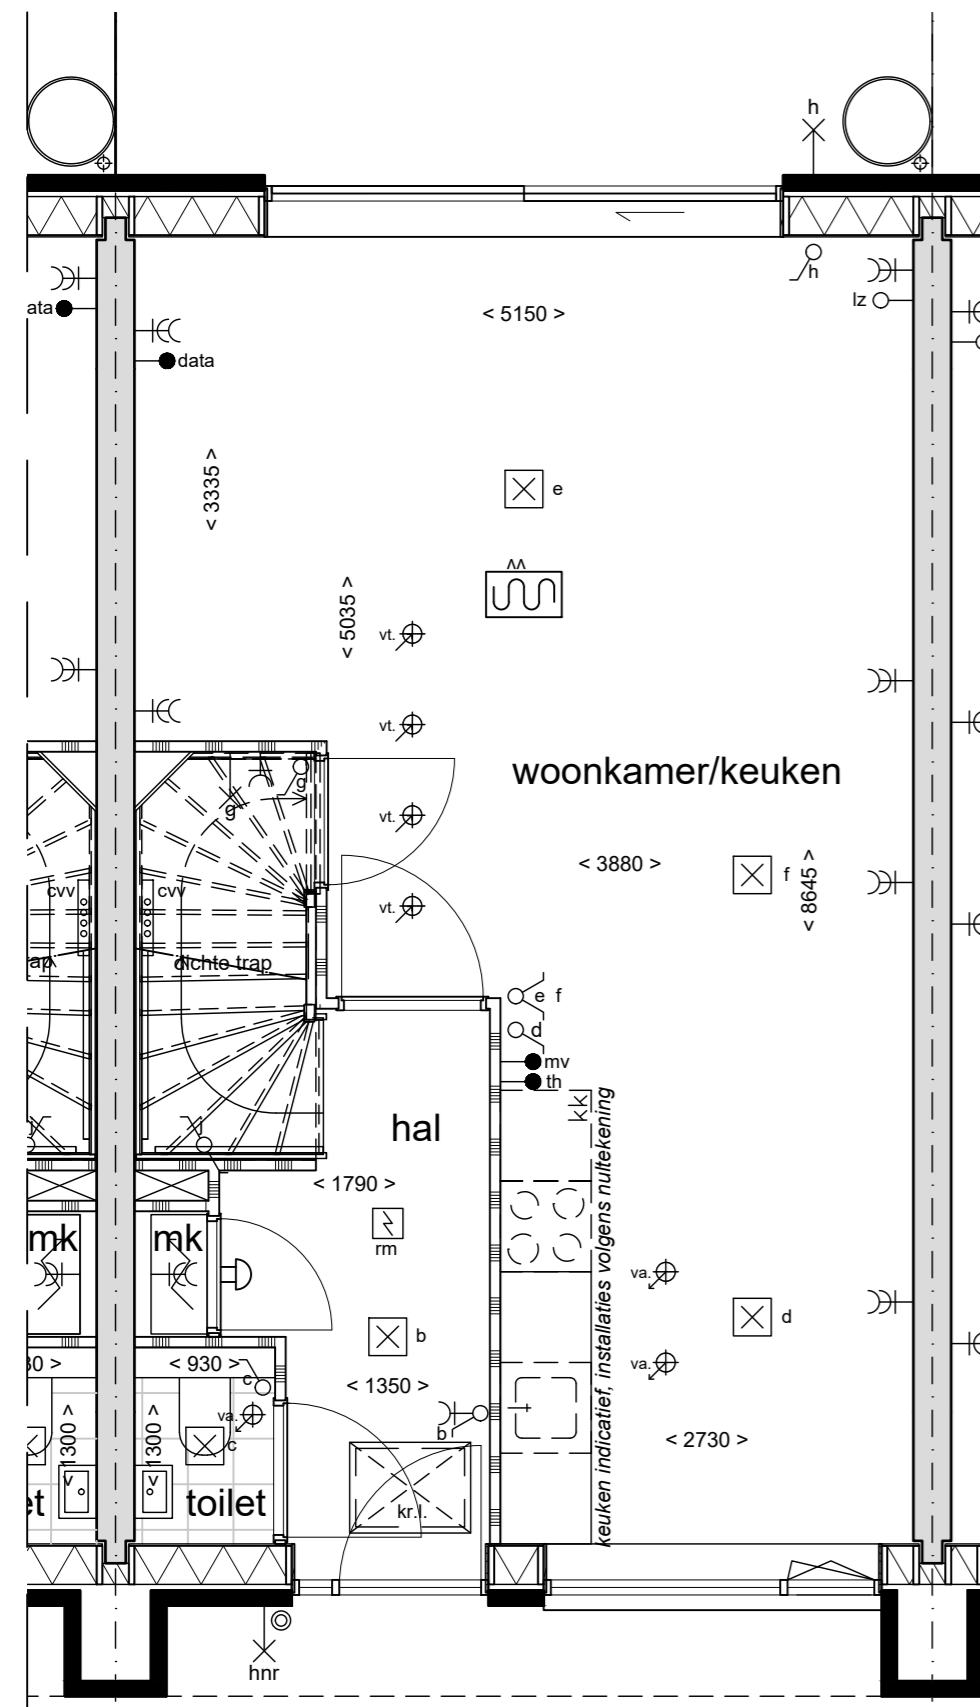 h
h
lz
ata
data
< 5150 >
< 3335 >
e
^^
< 5035 >
vt.
vt.
woonkamer/keuken
g
g
vt.
< 3880 >
f
< 8645 >
cvv
cvv
vt.
rap
dichte trap
e f
d
mv
th
kk
hal
keuken indicatief, installaties volgens nultekening
< 1790 >
mk
mk
rm
va.
b
d
30 >
< 930 >
va.
c
< 1350 >
va.
c
b
< 1300 >
< 1300 >
< 2730 >
et
toilet
kr.l.
hnr